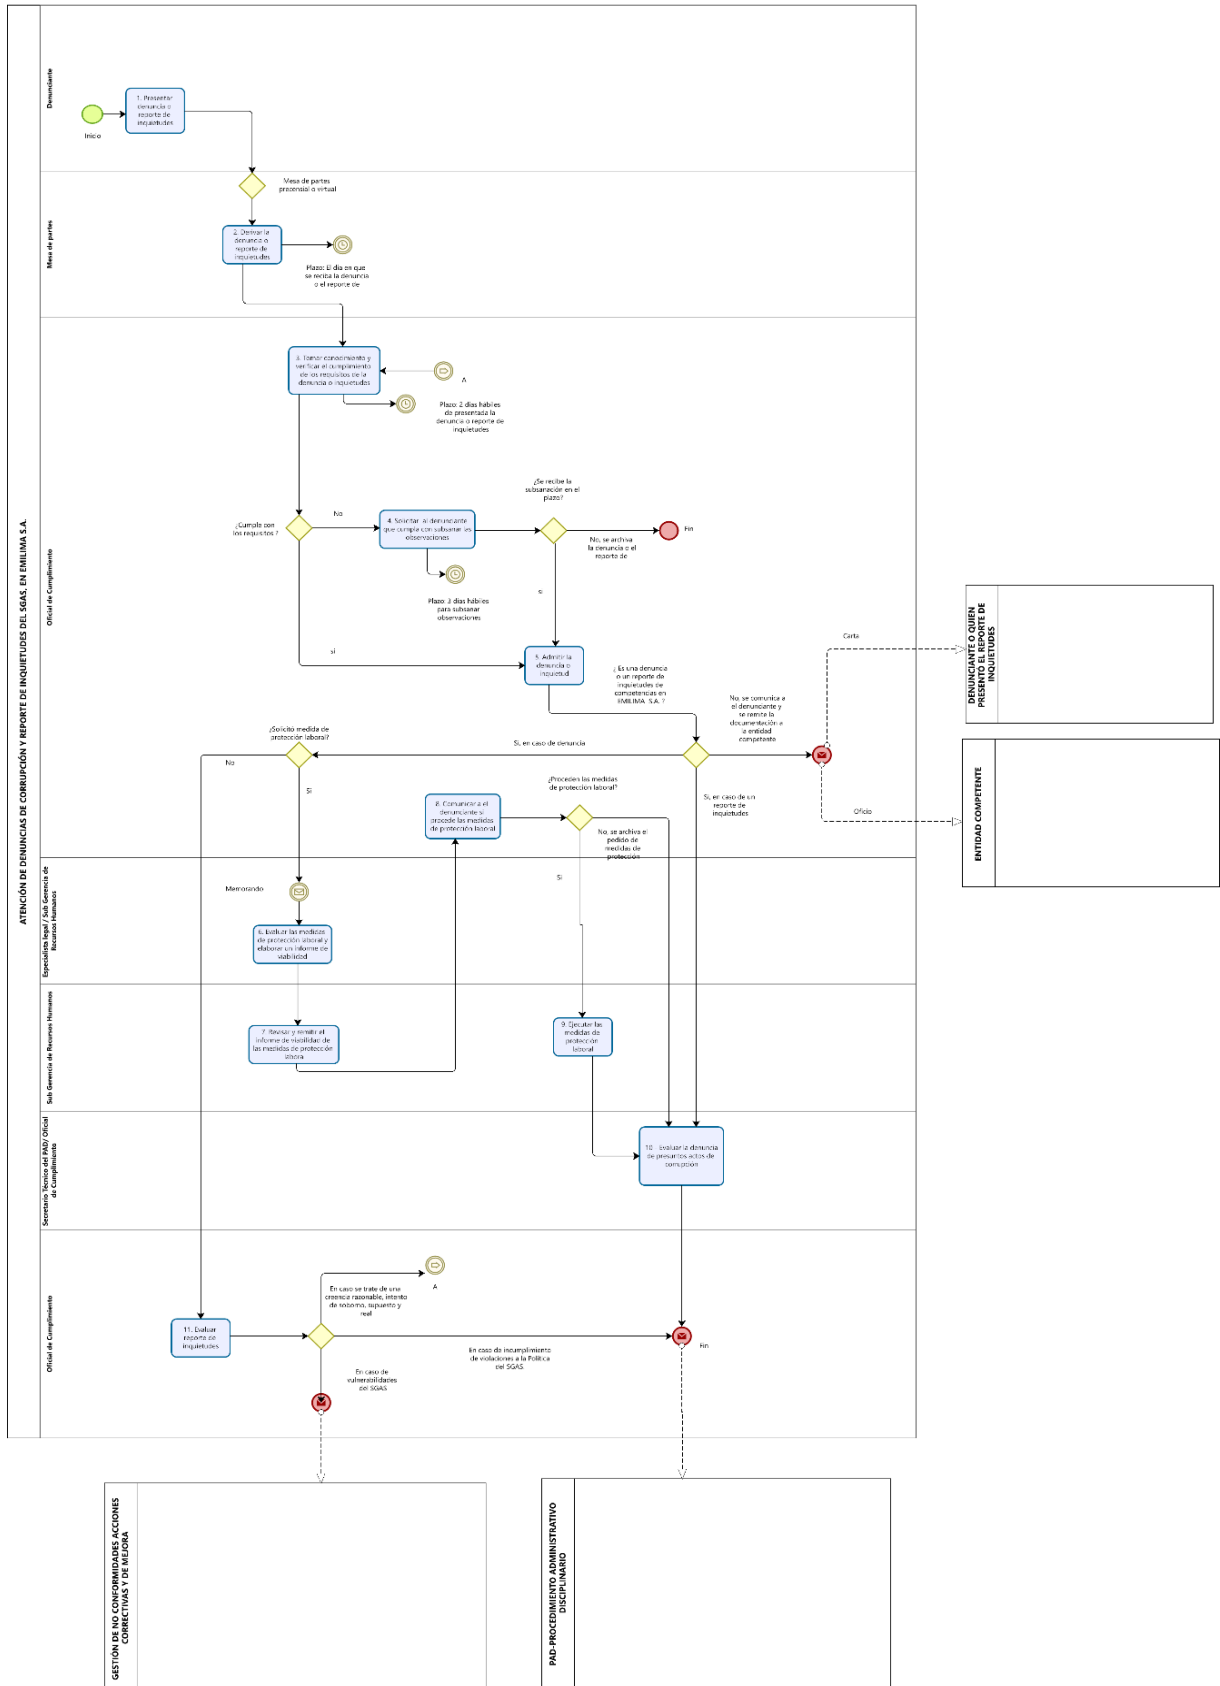 ATENCIÓN DE DENUNCIAS DE CORRUPCIÓN Y REPORTE DE INQUIETUDES DEL SGAS, EN EMILIMA S.A.
Denunciante
Inicio
1. Presentar
denuncia o
reporte de
inquietudes
Mesa de partes
Mesa de partes
precensial o virtual
2. Derivar la
denuncia o
reporte de
inquietudes
Plazo: El día en que
se reciba la denuncia
o el reporte de
Oficial de Cumplimiento
3. Tomar conocimiento y
verificar el cumplimiento
de los requisitos de la
denuncia o inquietudes
A
Plazo: 2 días hábiles
de presentada la
denuncia o reporte de
inquietudes
¿Cumple con
los requisitos ?
No
4. Solicitar al denunciante
que cumpla con subsanar las
observaciones
Plazo: 3 días hábiles
para subsanar
observaciones
¿Se recibe la
subsanación en el
plazo?
No, se archiva
la denuncia o el
reporte de
Fin
si
si
5. Admitir la
denuncia o
inquietud
¿ Es una denuncia
o un reporte de
inquietudes de
competencias en
EMILIMA S.A. ?
No, se comunica a
el denunciante y
se remite la
documentación a
la entidad
competente
Carta
Oficio
DENUNCIANTE O QUIEN
PRESENTÓ EL REPORTE DE
INQUIETUDES
ENTIDAD COMPETENTE
Si, en caso de denuncia
Si, en caso de un
reporte de
inquietudes
¿Solicitó medida de
protección laboral?
No
Si
8. Comunicar a el
denunciante si
procede las medidas
de protección laboral
¿Proceden las medidas
de protección laboral?
No, se archiva el
pedido de
medidas de
protección
Si
Especialista legal / Sub Gerencia de
Recursos Humanos
Memorando
6. Evaluar las medidas
de protección laboral y
elaborar un informe de
viabilidad
Sub Gerencia de Recursos Humanos
7. Revisar y remitir el
informe de viabilidad de
las medidas de protección
labora
9. Ejecutar las
medidas de
protección
laboral
Secretario Técnico del PAD/ Oficial
de Cumplimiento
10. Evaluar la denuncia
de presuntos actos de
corrupción
Oficial de Cumplimiento
11. Evaluar
reporte de
inquietudes
En caso se trate de una
creencia razonable, intento
de soborno, supuesto y
real
A
En caso de incumplimiento
de violaciones a la Política
del SGAS
Fin
En caso de
vulnerabilidades
del SGAS
GESTIÓN DE NO CONFORMIDADES ACCIONES
CORRECTIVAS Y DE MEJORA
PAD-PROCEDIMIENTO ADMINISTRATIVO
DISCIPLINARIO